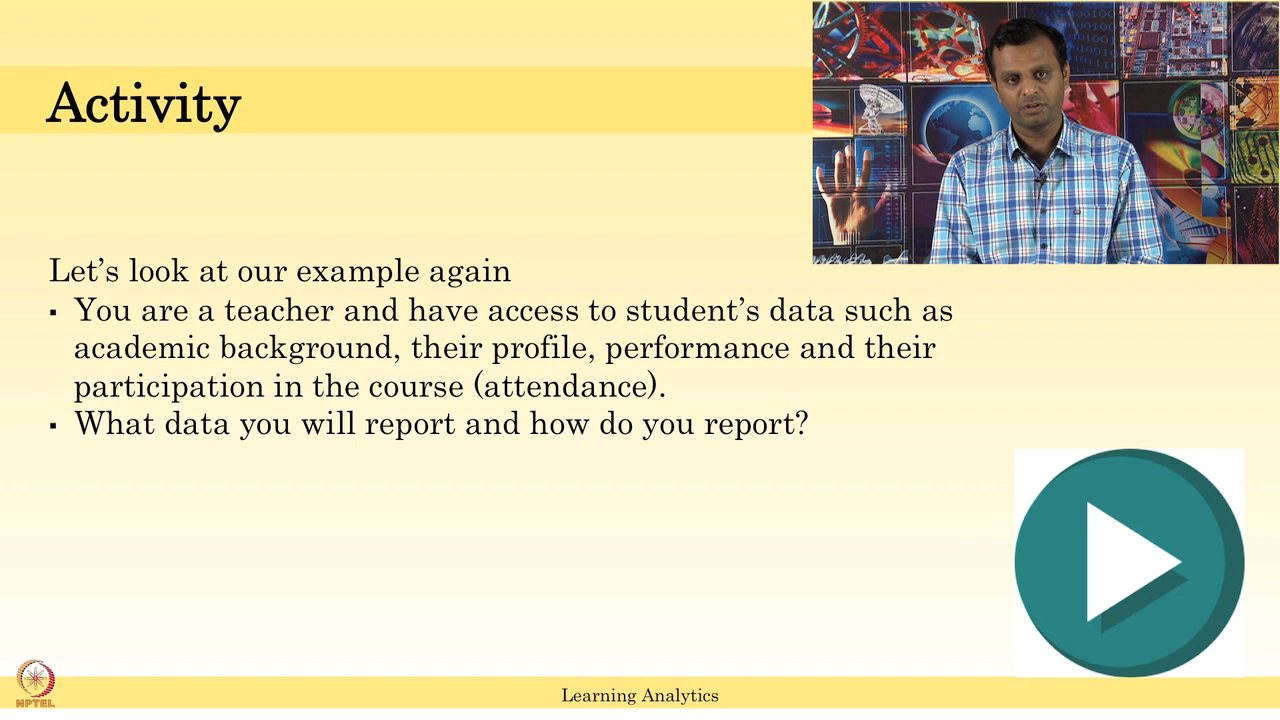 Activity
Let's look at our example again
▪ You are a teacher and have access to student's data such as
academic background, their profile, performance and their
participation in the course (attendance).
▪ What data you will report and how do you report?
NPTEL
Learning Analytics